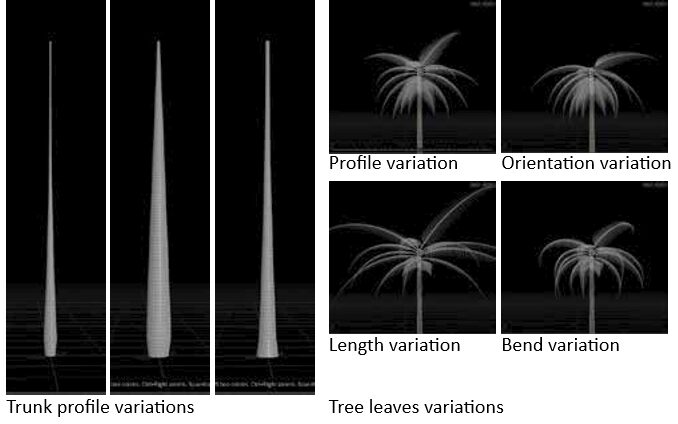 Profile variation
Orientation variation
Length variation
Bend variation
Trunk profile variations
Tree leaves variations